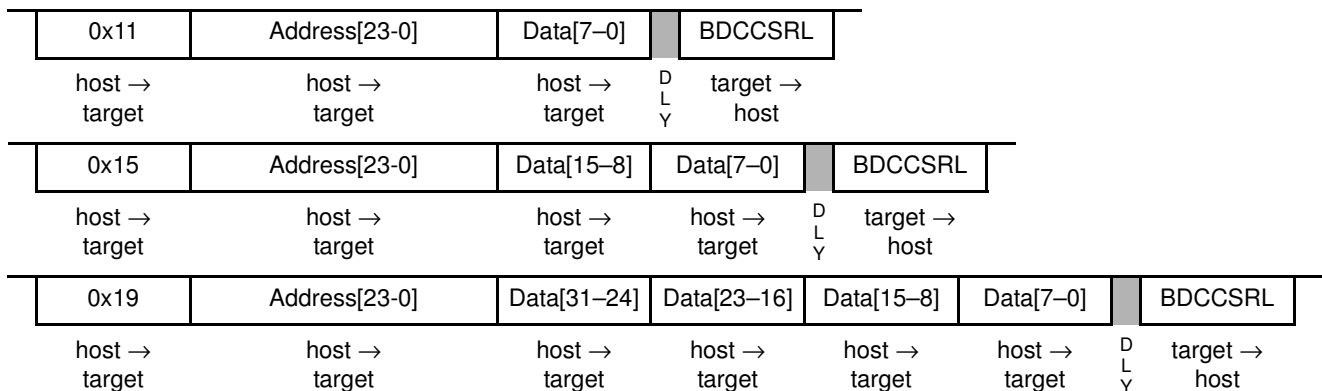 0x11 Address[23-0] Data[7–0] BDCCSRL
host → host → host → D target →
target target target L host
Y
0x15 Address[23-0] Data[15–8] Data[7–0] BDCCSRL
host → host → host → host → D target →
target target target target L host
Y
0x19 Address[23-0] Data[31–24] Data[23–16] Data[15–8] Data[7–0] BDCCSRL
host → host → host → host → host → host → D target →
target target target target target target L host
Y